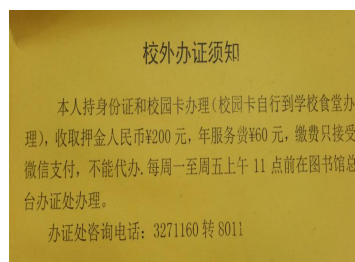 校外办证须知
本人持身份证和校园卡办理(校园卡自行到学校食堂办
理),收取押金人民币¥200元,年服务费¥60元,缴费只接受
微信支付,不能代办.每周一至周五上午11点前在图书馆总
台办证处办理。
办证处咨询电话:3271160转8011